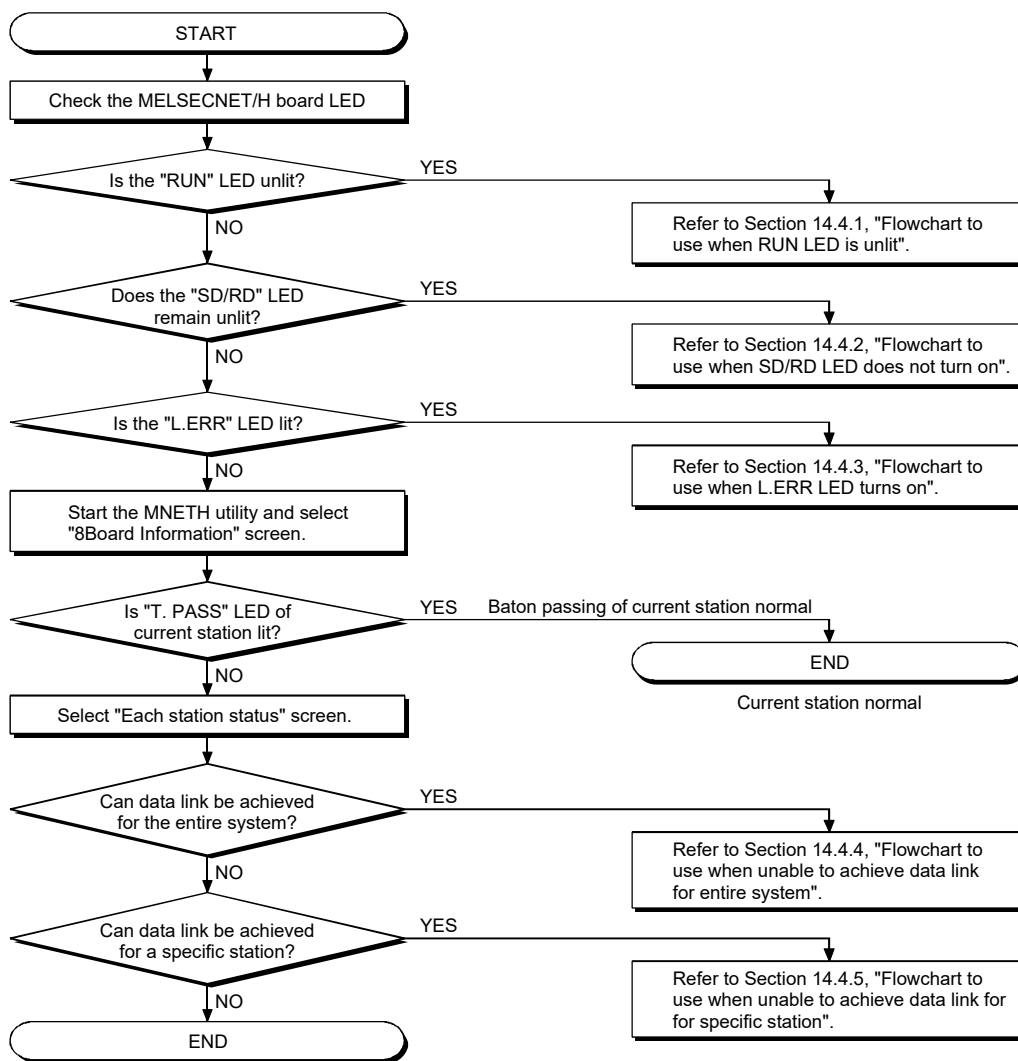 START
Check the MELSECNET/H board LED
Is the "RUN" LED unlit?
YES
NO
Refer to Section 14.4.1, "Flowchart to
use when RUN LED is unlit".
Does the "SD/RD" LED
remain unlit?
YES
NO
Refer to Section 14.4.2, "Flowchart to
use when SD/RD LED does not turn on".
Is the "L.ERR" LED lit?
YES
NO
Refer to Section 14.4.3, "Flowchart to
use when L.ERR LED turns on".
Start the MNETH utility and select
"8Board Information" screen.
Is "T. PASS" LED of
current station lit?
YES
Baton passing of current station normal
NO
END
Current station normal
Select "Each station status" screen.
Can data link be achieved
for the entire system?
YES
NO
Refer to Section 14.4.4, "Flowchart to
use when unable to achieve data link
for entire system".
Can data link be achieved
for a specific station?
YES
NO
Refer to Section 14.4.5, "Flowchart to
use when unable to achieve data link for
for specific station".
END